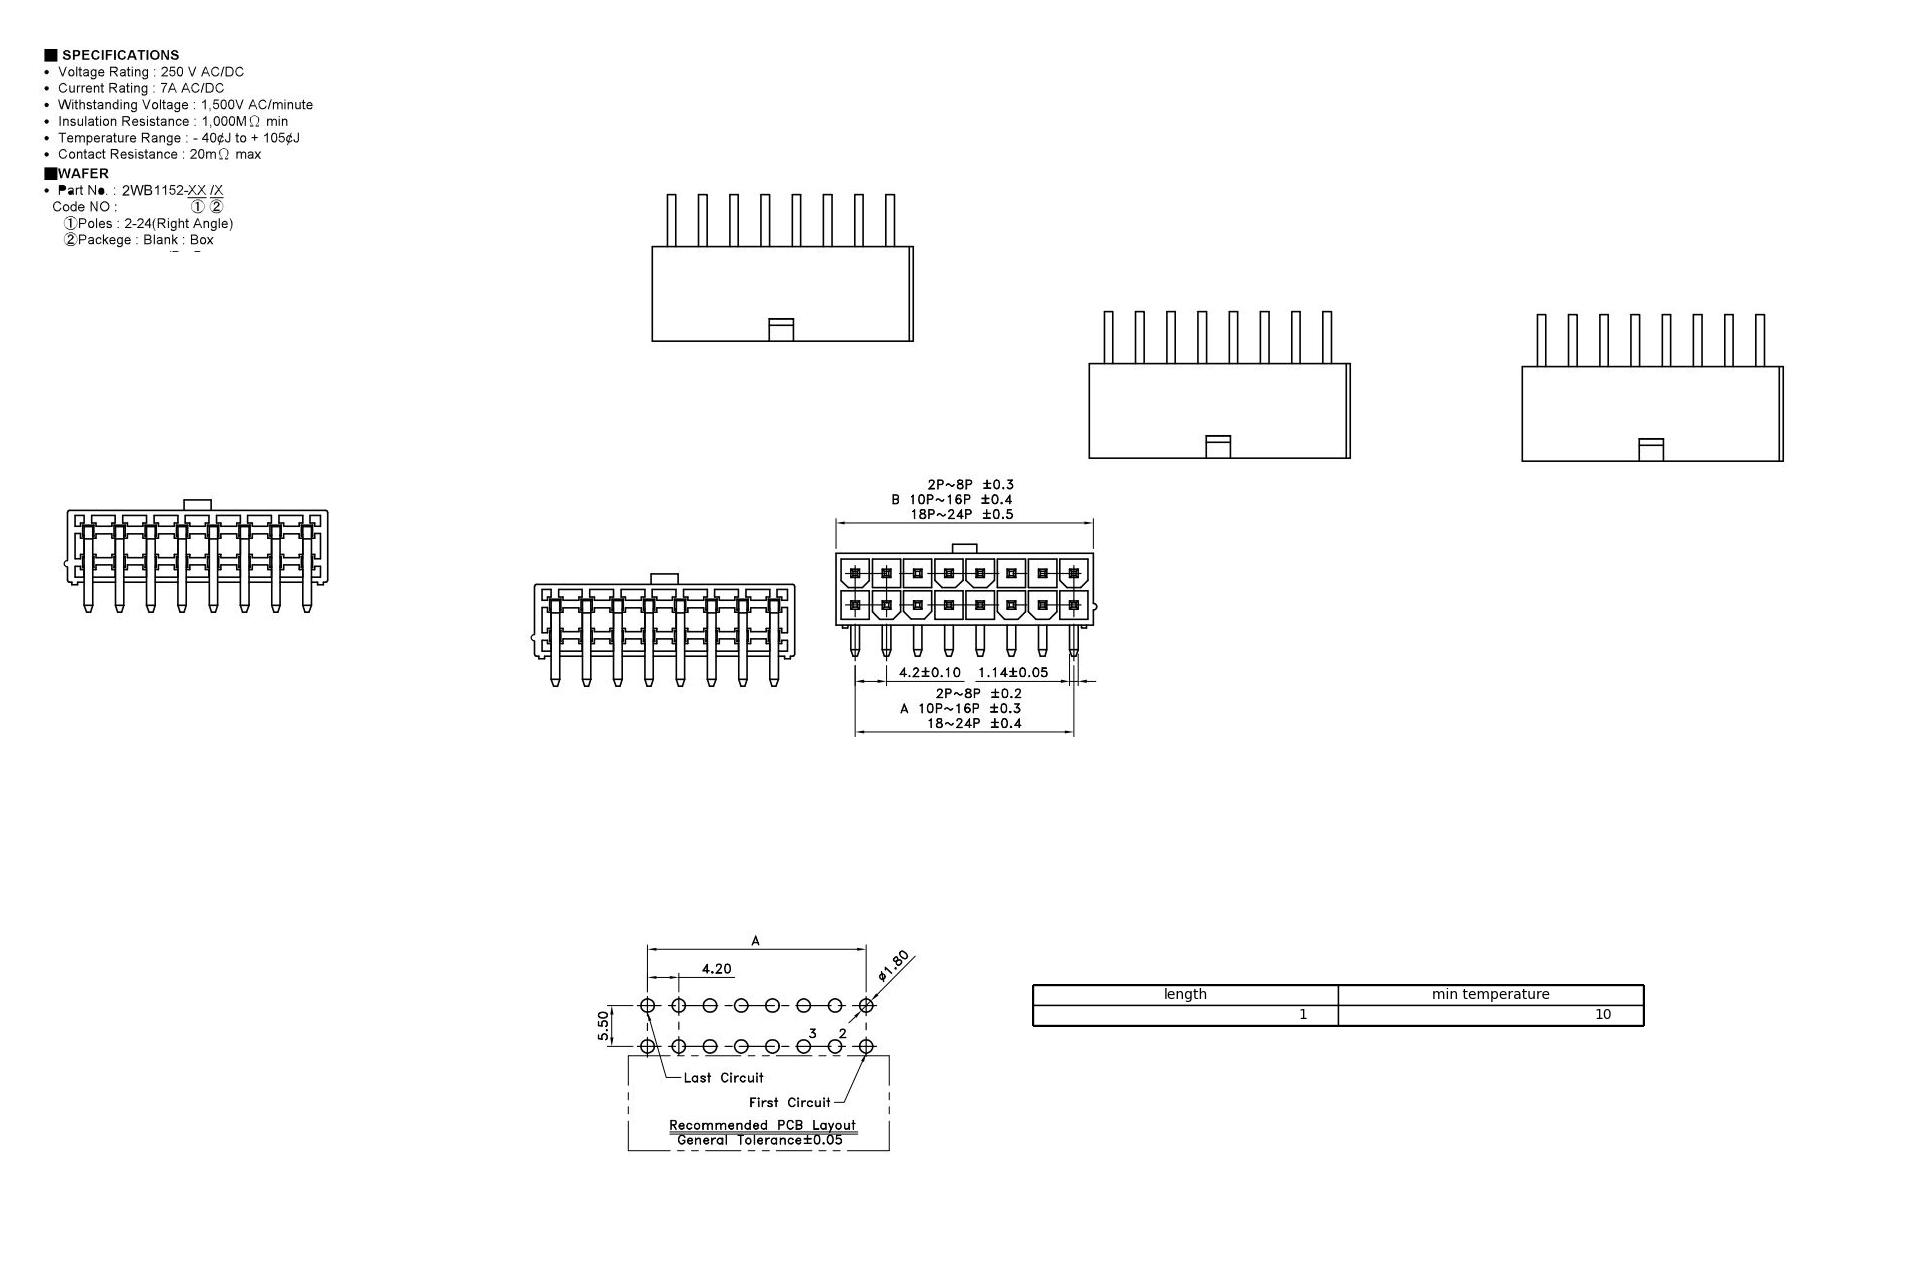 ■ SPECIFICATIONS
• Voltage Rating : 250 V AC/DC
• Current Rating : 7A AC/DC
• Withstanding Voltage : 1,500V AC/minute
• Insulation Resistance : 1,000MΩ min
• Temperature Range : - 40¢J to + 105¢J
• Contact Resistance : 20mΩ max
■WAFER
• Part No. : 2WB1152-XX /X
Code NO : ① ②
①Poles : 2-24(Right Angle)
②Packege : Blank : Box
2P~8P ±0.3
B 10P~16P ±0.4
18P~24P ±0.5
4.2±0.10 1.14±0.05
2P~8P ±0.2
A 10P~16P ±0.3
18~24P ±0.4
A
4.20
ø1.80
5.50
3 2
Last Circuit
First Circuit
Recommended PCB Layout
General Tolerance±0.05
length min temperature
1 10